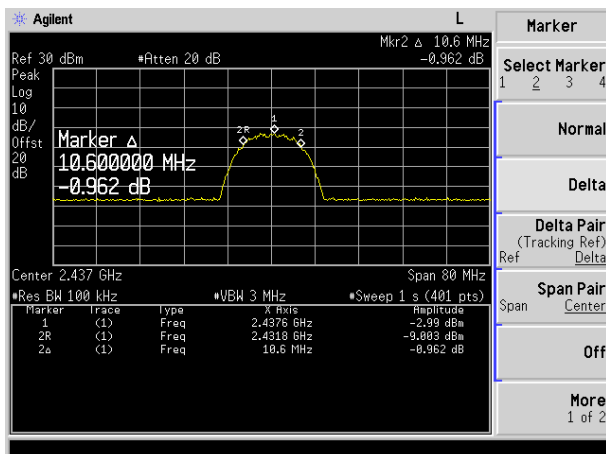 Agilent L
Mkr2 Δ 10.6 MHz
Ref 30 dBm #Atten 20 dB -0.962 dB
Peak
Log
10
dB/
Offst
20
dB
1
2R 2
Marker Δ
10.600000 MHz
-0.962 dB
Center 2.437 GHz Span 80 MHz
#Res BW 100 kHz #VBW 3 MHz #Sweep 1 s (401 pts)
Marker Trace Type X Axis Amplitude
1 (1) Freq 2.4376 GHz -2.99 dBm
2R (1) Freq 2.4318 GHz -9.003 dBm
2Δ (1) Freq 10.6 MHz -0.962 dB
Marker
Select Marker
1 2 3 4
Normal
Delta
Delta Pair
(Tracking Ref)
Ref Delta
Span Pair
Span Center
Off
More
1 of 2